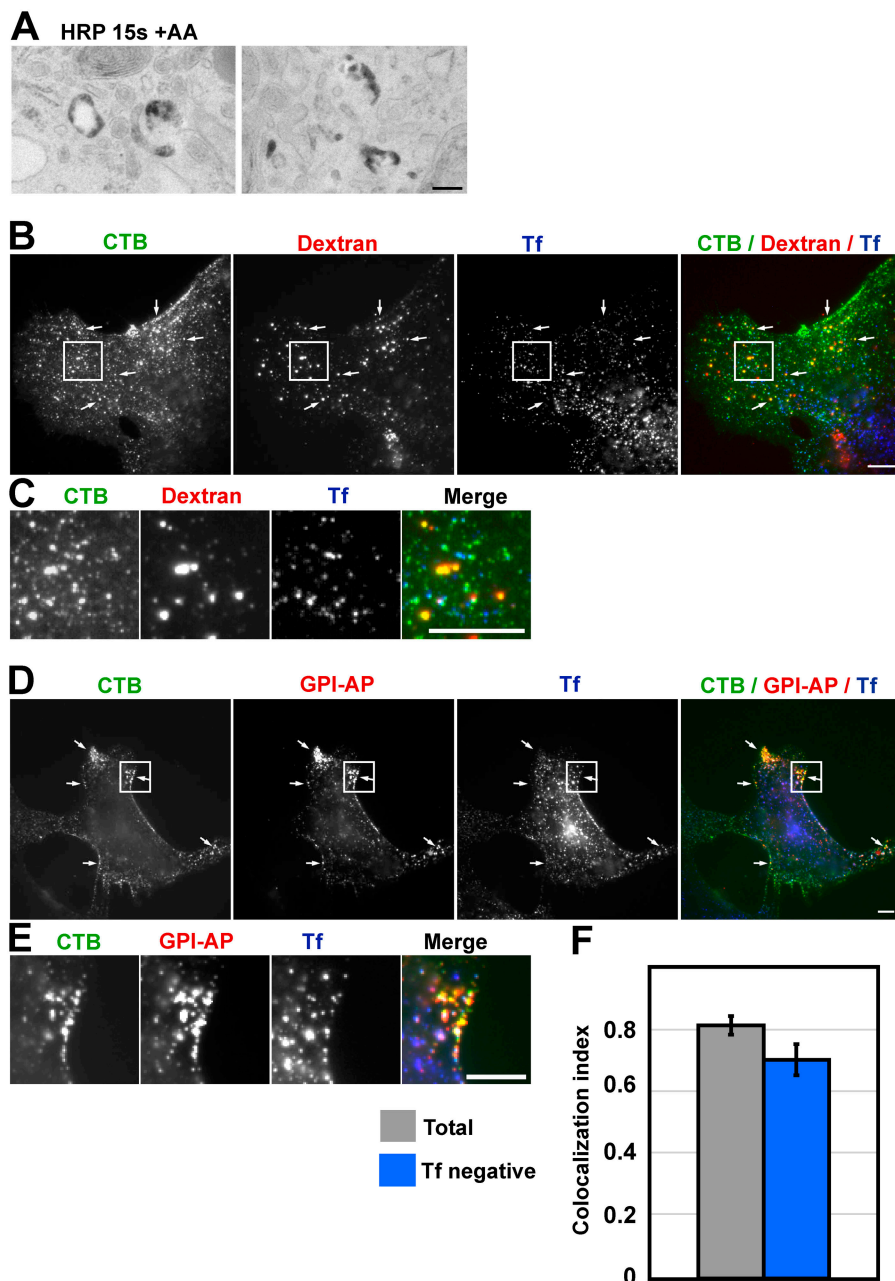 A
HRP 15s +AA
B
CTB
Dextran
Tf
CTB / Dextran / Tf
C
CTB
Dextran
Tf
Merge
D
CTB
GPI-AP
Tf
CTB / GPI-AP / Tf
E
CTB
GPI-AP
Tf
Merge
Total
Tf negative
F
Colocalization index
0.8
0.6
0.4
0.2
0